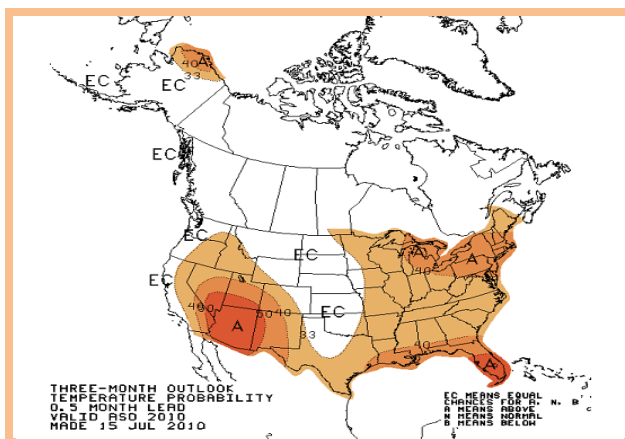 A
40
33
EC
EC
EC
EC
EC
EC
EC
A
40
A
50 40
A
33
40
A
THREE-MONTH OUTLOOK
TEMPERATURE PROBABILITY
0.5 MONTH LEAD
VALID ASO 2010
MADE 15 JUL 2010
EC MEANS EQUAL
CHANCES FOR A, N, B
A MEANS ABOVE
N MEANS NORMAL
B MEANS BELOW